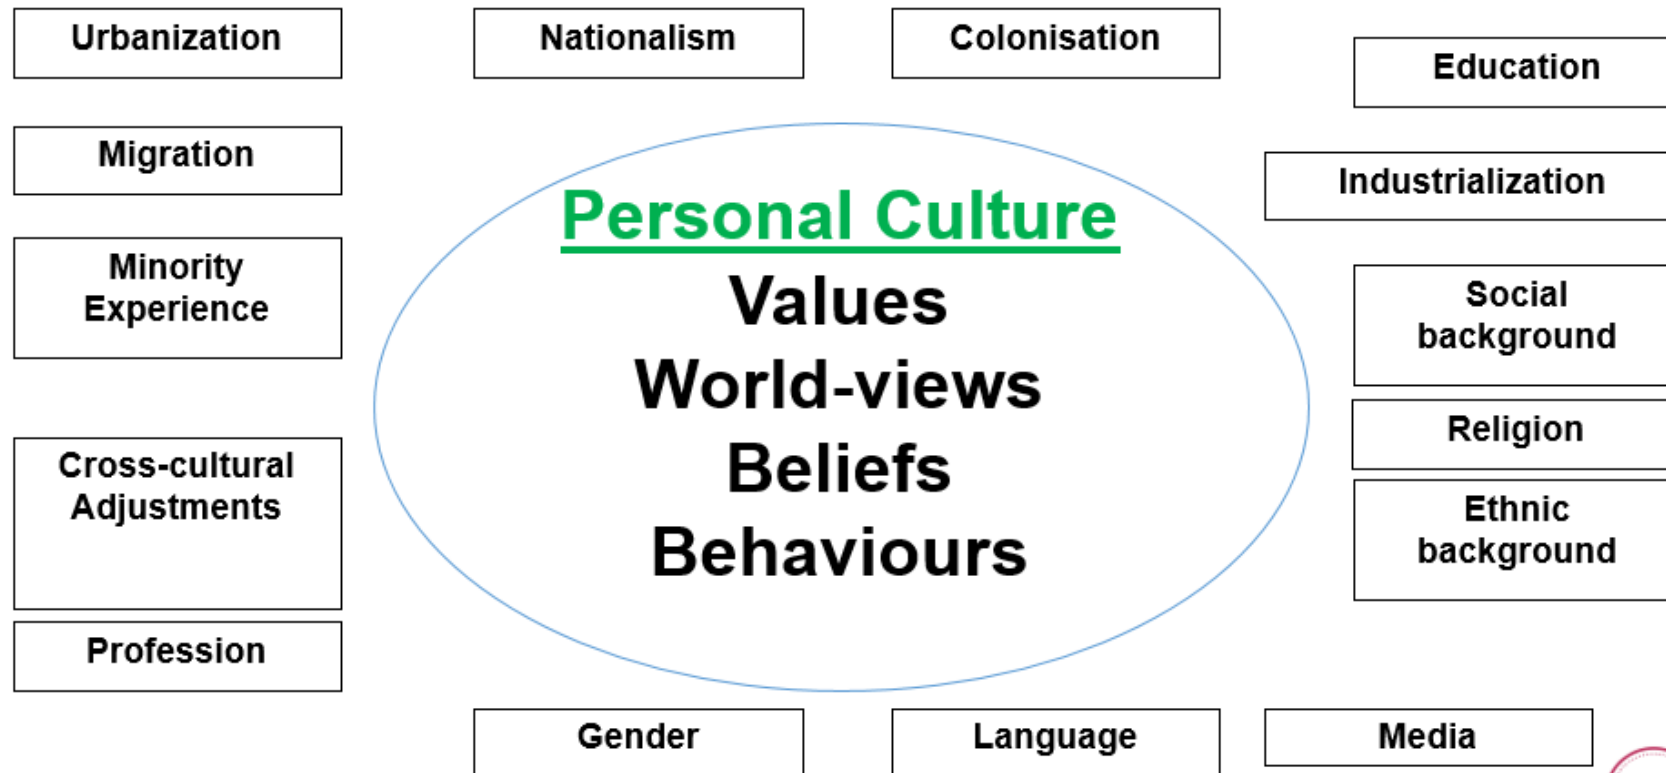 Urbanization
Nationalism
Colonisation
Education
Migration
Industrialization
Personal Culture
Values
World-views
Beliefs
Behaviours
Minority
Experience
Social
background
Cross-cultural
Adjustments
Religion
Ethnic
background
Profession
Gender
Language
Media